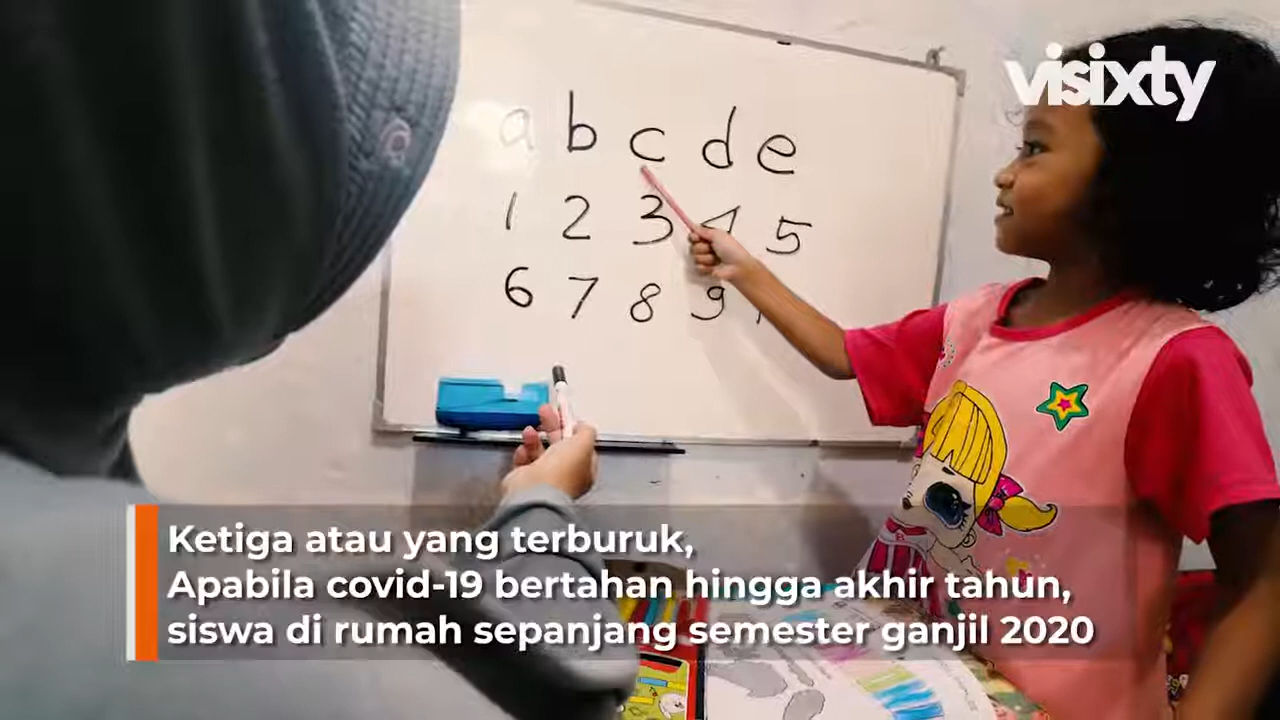 visixty
a b c d e
1 2 3 4 5
6 7 8 9
Ketiga atau yang terburuk,
Apabila covid-19 bertahan hingga akhir tahun,
siswa di rumah sepanjang semester ganjil 2020